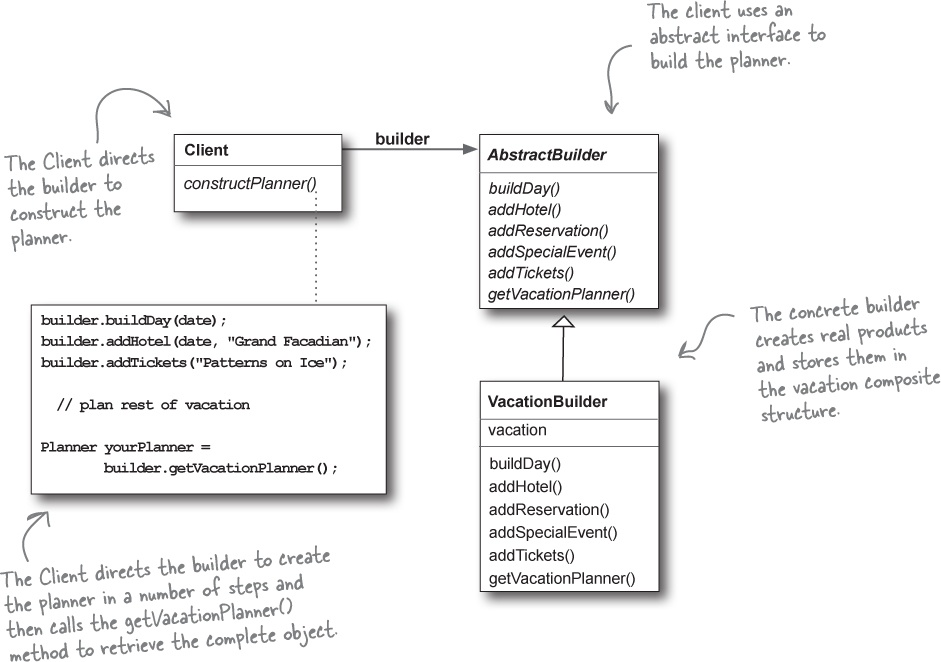 The client uses an
abstract interface to
build the planner.
The Client directs
the builder to
construct the
planner.
Client
constructPlanner()
builder
AbstractBuilder
buildDay()
addHotel()
addReservation()
addSpecialEvent()
addTickets()
getVacationPlanner()
builder.buildDay(date);
builder.addHotel(date, "Grand Facadian");
builder.addTickets("Patterns on Ice");
// plan rest of vacation
Planner yourPlanner =
builder.getVacationPlanner();
The concrete builder
creates real products
and stores them in
the vacation composite
structure.
VacationBuilder
vacation
buildDay()
addHotel()
addReservation()
addSpecialEvent()
addTickets()
getVacationPlanner()
The Client directs the builder to create
the planner in a number of steps and
then calls the getVacationPlanner()
method to retrieve the complete object.